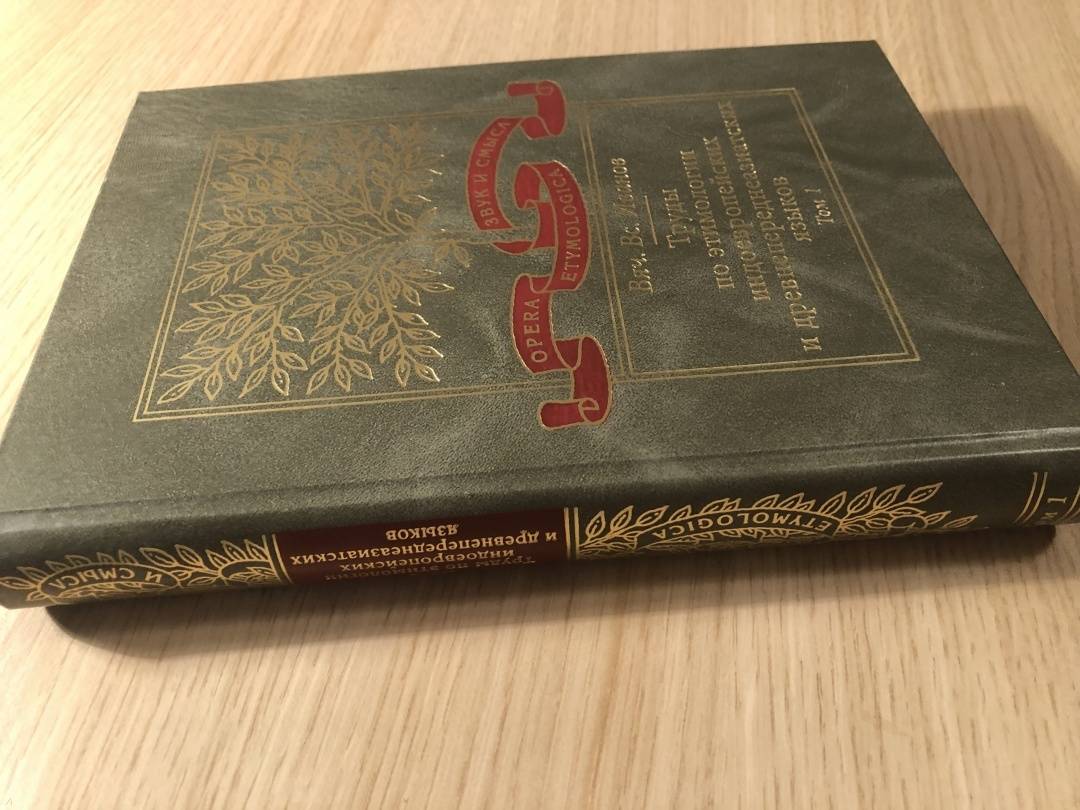 ЗВУК И СМЫСЛ
OPERA
ETYMOLOGICA
Вяч. Вс. Иванов
Труды
по этимологии
индоевропейских
и древнепереднеазиатских
языков
Том 1
И СМЫСЛ
ТРУДЫ ПО ЭТИМОЛОГИИ
ИНДОЕВРОПЕЙСКИХ
И ДРЕВНЕПЕРЕДНЕАЗИАТСКИХ
ЯЗЫКОВ
ETYMOLOGICA
1